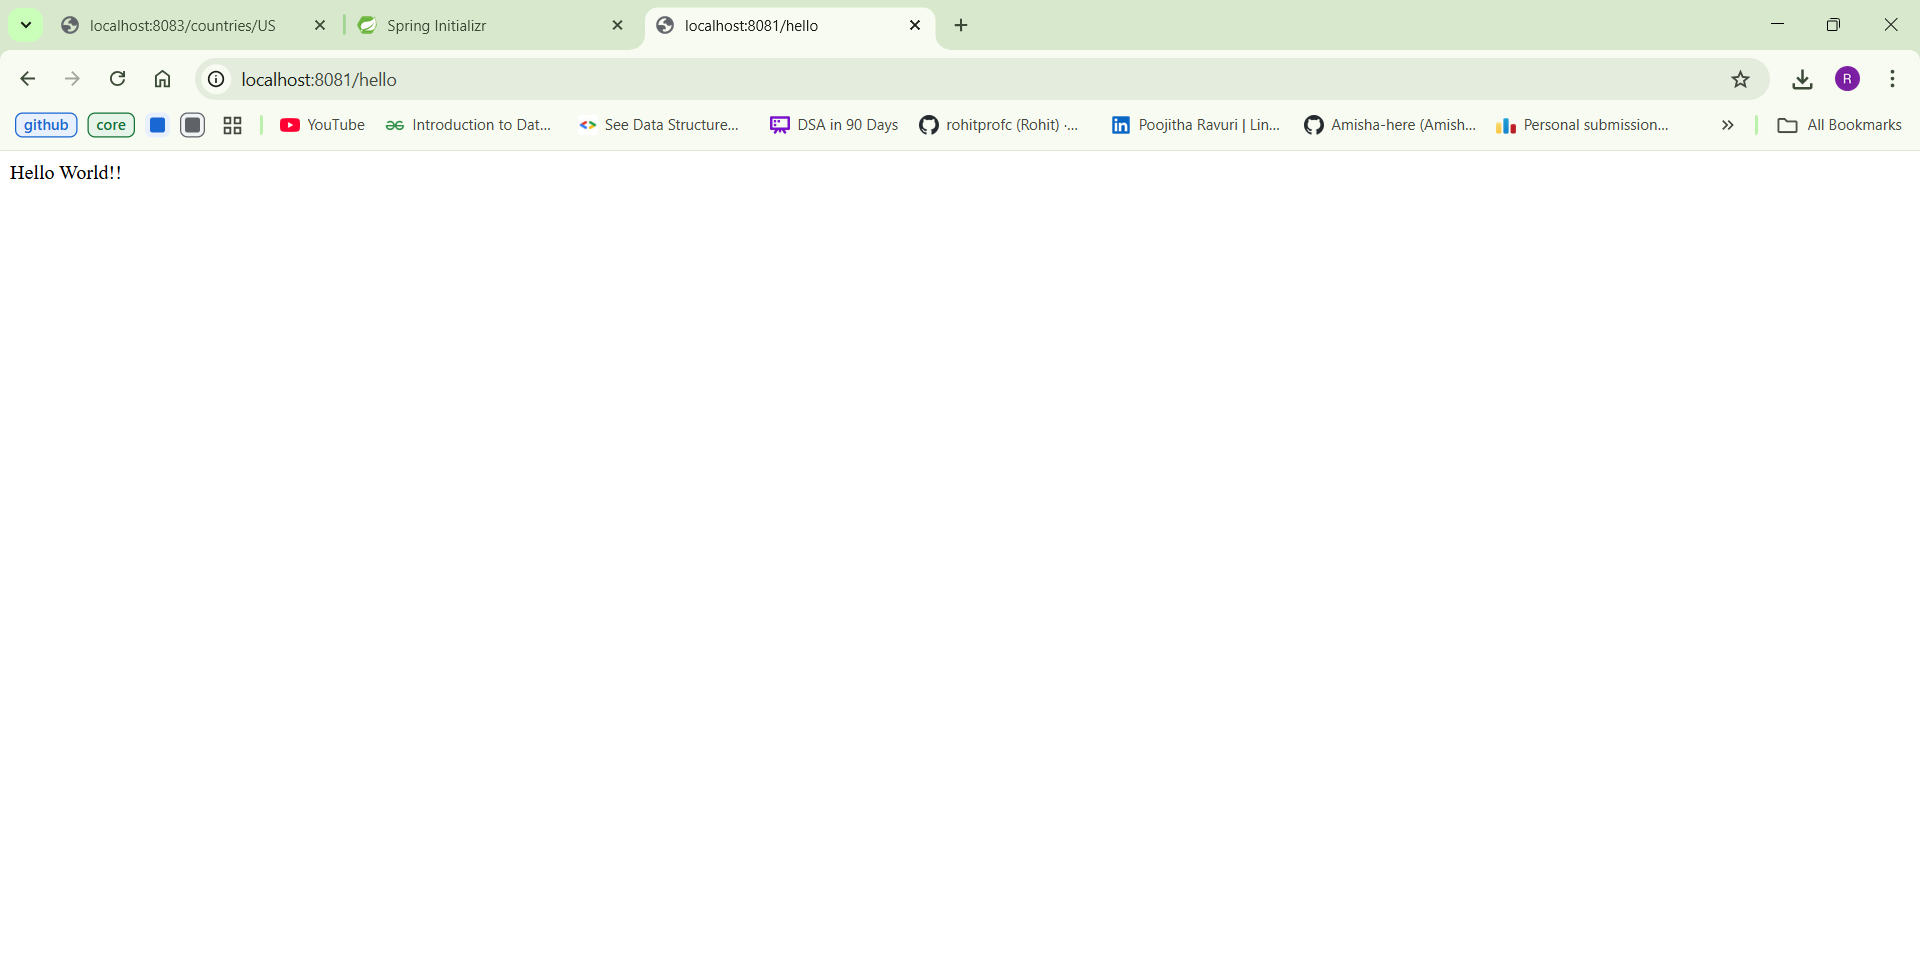 localhost:8083/countries/US
Spring Initializr
localhost:8081/hello
localhost:8081/hello
R
github
core
YouTube
Introduction to Dat...
See Data Structure...
DSA in 90 Days
rohitprofc (Rohit) ·...
Poojitha Ravuri | Lin...
Amisha-here (Amish...
Personal submission...
All Bookmarks
Hello World!!